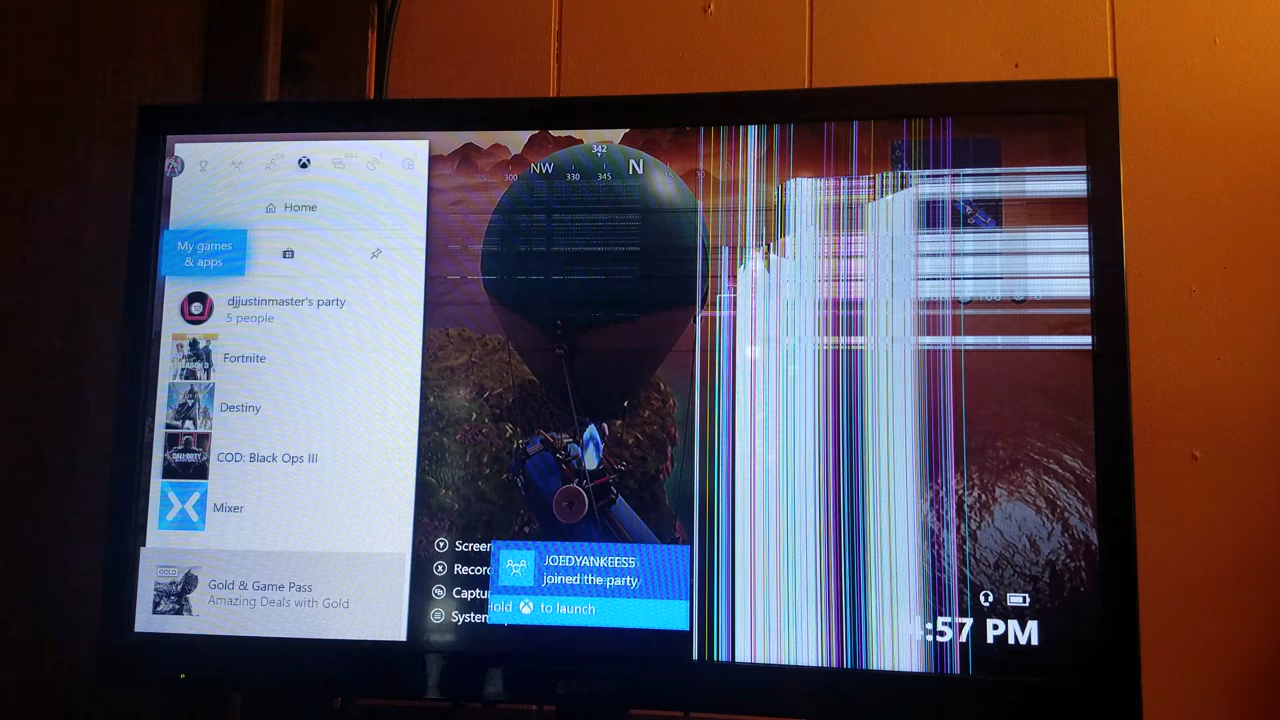 Home
My games
& apps
djjustinmaster's party
5 people
Fortnite
Destiny
COD: Black Ops III
Mixer
GOLD
Gold & Game Pass
Amazing Deals with Gold
342
NW
N
300
330
345
30
Screen
Record
Captu
System
JOEDYANKEES5
joined the party
Hold to launch
:57 PM